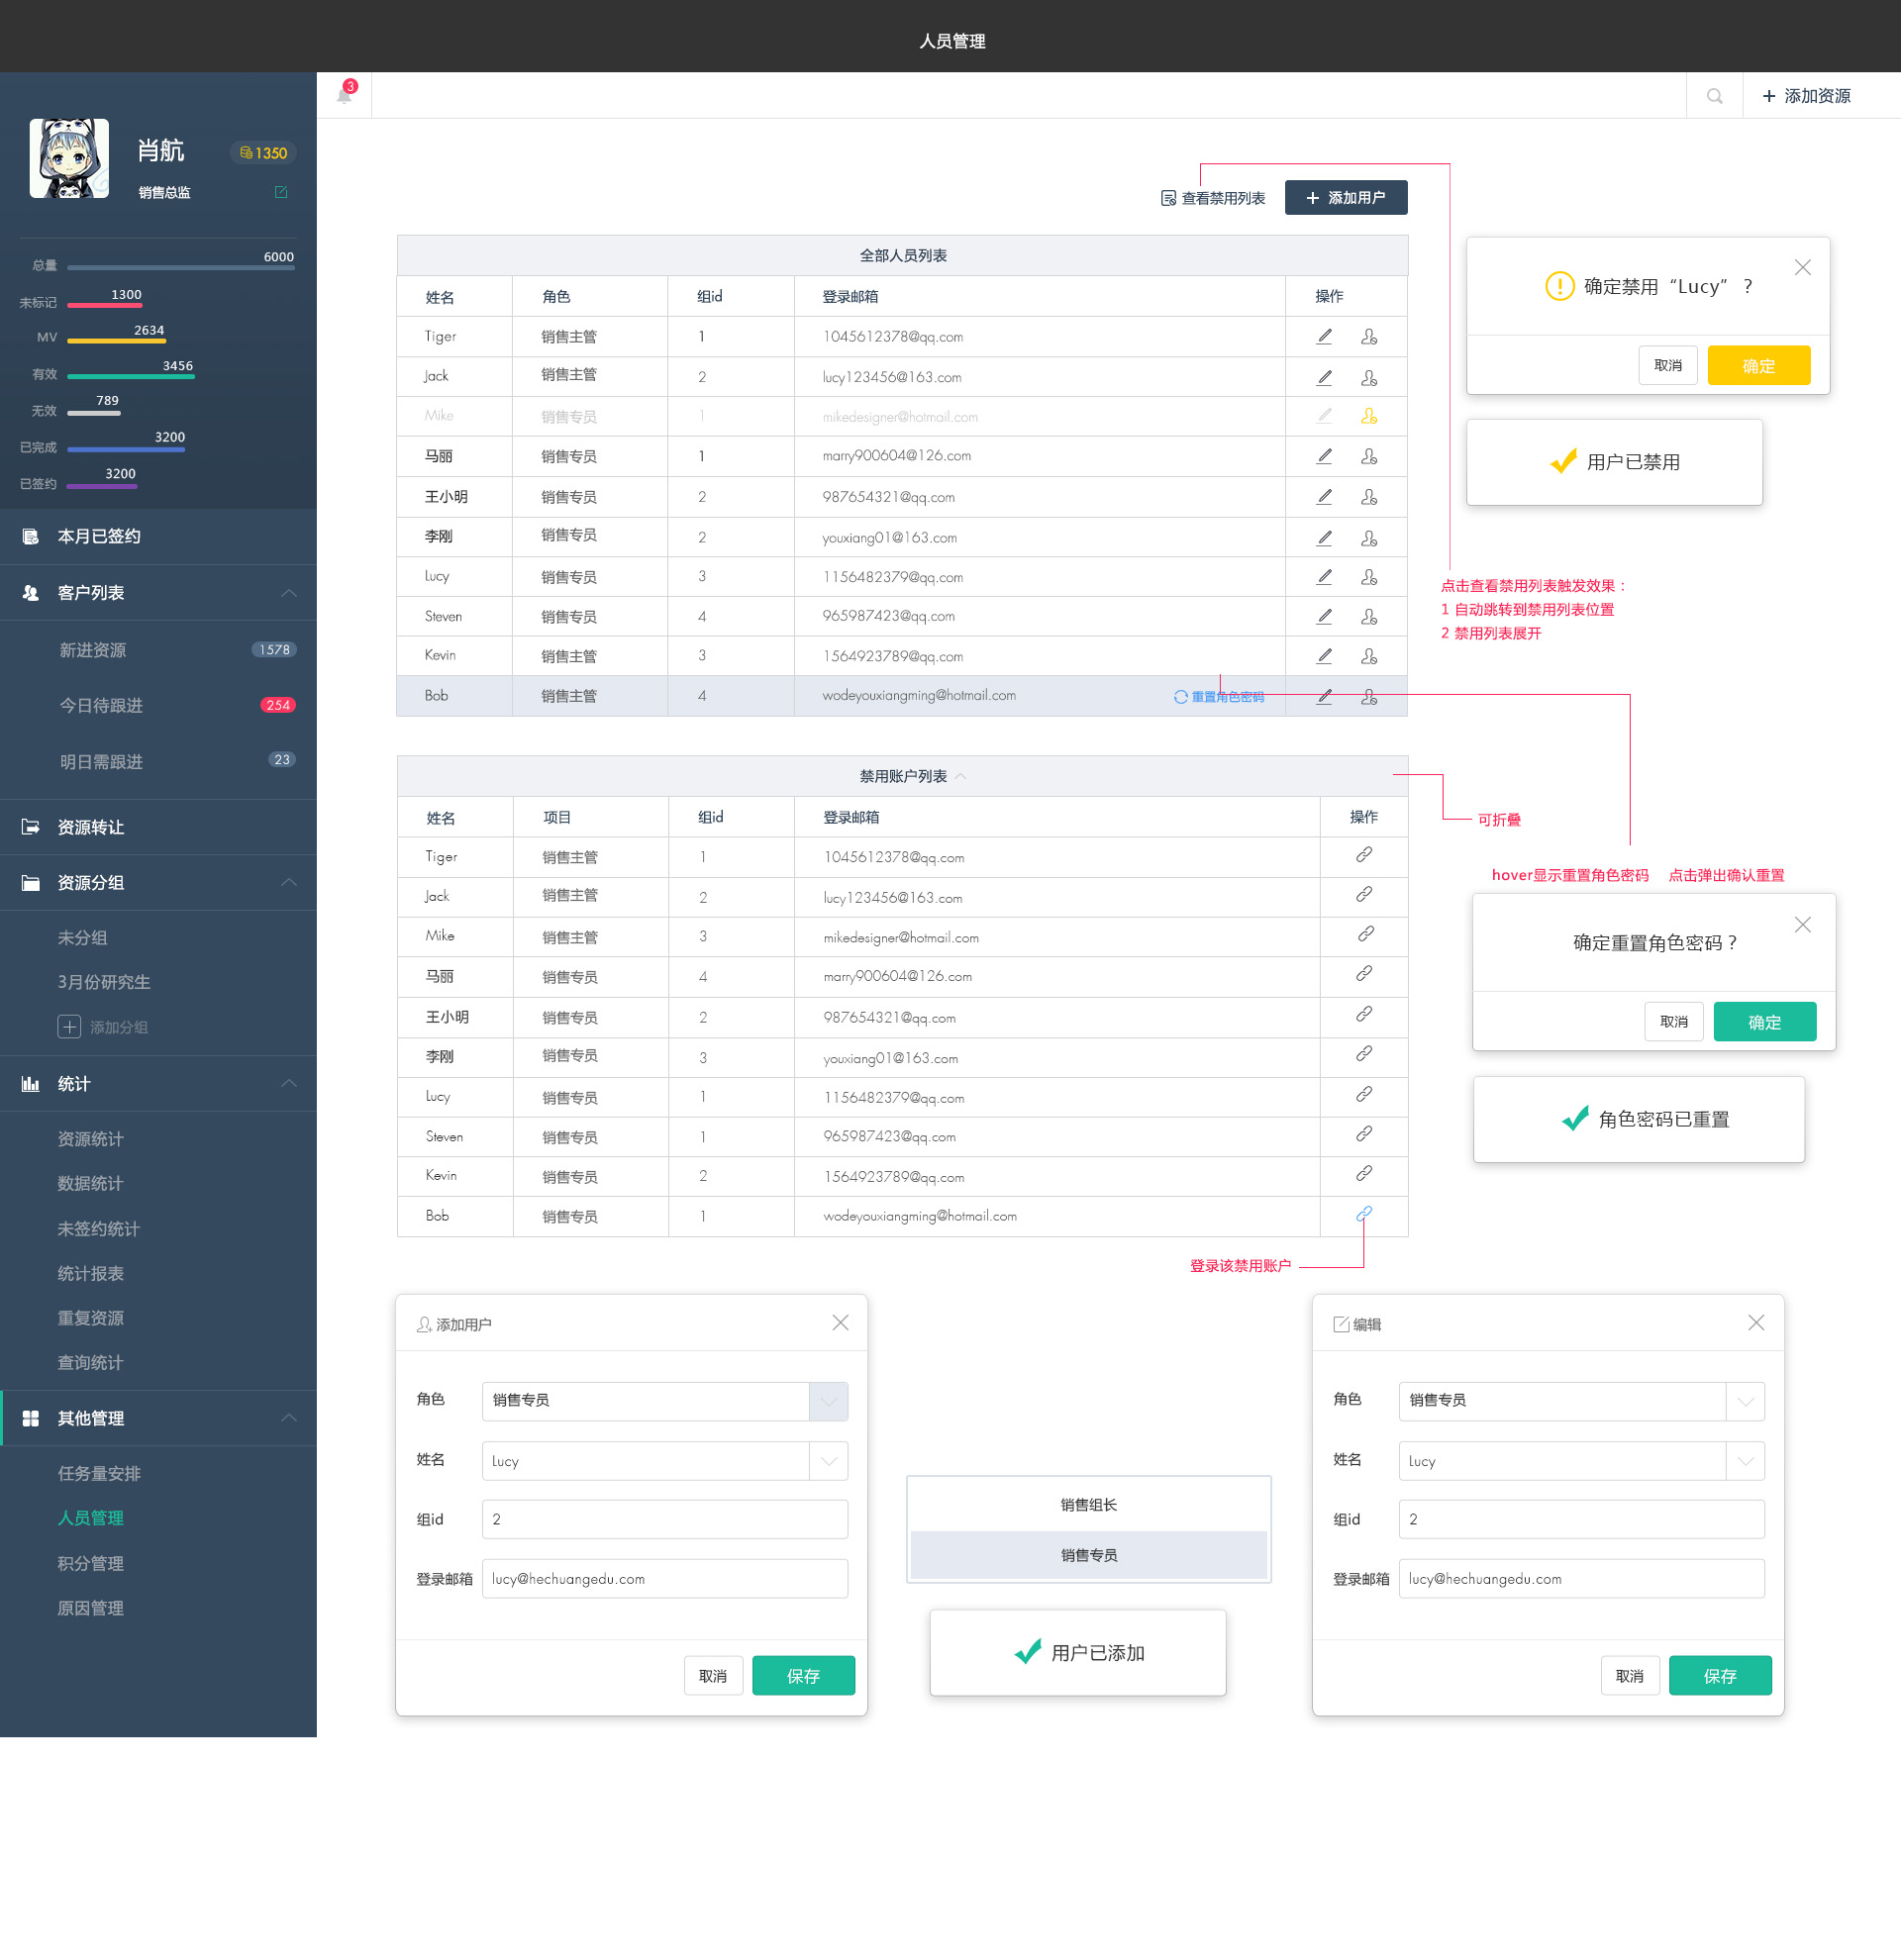 人员管理
3
添加资源
肖航
1350
销售总监
总量 6000
未标记 1300
MV 2634
有效 3456
无效 789
已完成 3200
已签约 3200
本月已签约
客户列表
新进资源 1578
今日待跟进 254
明日需跟进 23
资源转让
资源分组
未分组
3月份研究生
添加分组
统计
资源统计
数据统计
未签约统计
统计报表
重复资源
查询统计
其他管理
任务量安排
人员管理
积分管理
原因管理
查看禁用列表 添加用户
全部人员列表
姓名 角色 组id 登录邮箱 操作
Tiger 销售主管 1 1045612378@qq.com
Jack 销售主管 2 lucy123456@163.com
Mike 销售专员 1 mikedesigner@hotmail.com
马丽 销售专员 1 marry900604@126.com
王小明 销售专员 2 987654321@qq.com
李刚 销售专员 2 youxiang01@163.com
Lucy 销售专员 3 1156482379@qq.com
Steven 销售专员 4 965987423@qq.com
Kevin 销售主管 3 1564923789@qq.com
Bob 销售主管 4 wodeyouxiangming@hotmail.com 重置角色密码
确定禁用“Lucy” ？
取消 确定
用户已禁用
点击查看禁用列表触发效果：
1 自动跳转到禁用列表位置
2 禁用列表展开
禁用账户列表
姓名 项目 组id 登录邮箱 操作
Tiger 销售主管 1 1045612378@qq.com
Jack 销售主管 2 lucy123456@163.com
Mike 销售主管 3 mikedesigner@hotmail.com
马丽 销售专员 4 marry900604@126.com
王小明 销售专员 2 987654321@qq.com
李刚 销售专员 3 youxiang01@163.com
Lucy 销售专员 1 1156482379@qq.com
Steven 销售专员 1 965987423@qq.com
Kevin 销售专员 2 1564923789@qq.com
Bob 销售专员 1 wodeyouxiangming@hotmail.com
可折叠
hover显示重置角色密码 点击弹出确认重置
确定重置角色密码？
取消 确定
角色密码已重置
登录该禁用账户
添加用户
角色 销售专员
姓名 Lucy
组id 2
登录邮箱 lucy@hechuangedu.com
取消 保存
销售组长
销售专员
用户已添加
编辑
角色 销售专员
姓名 Lucy
组id 2
登录邮箱 lucy@hechuangedu.com
取消 保存